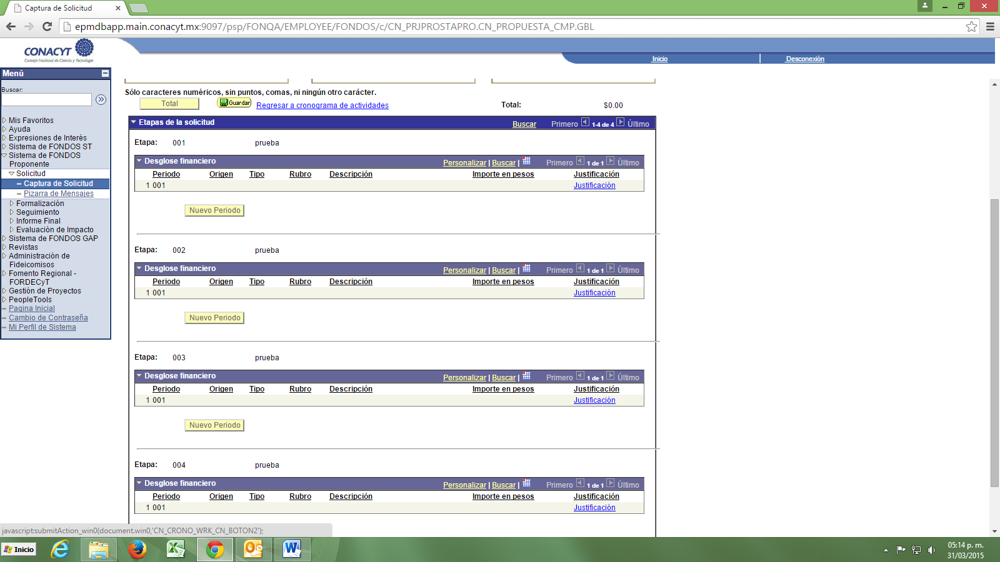 Captura de Solicitud
epmdbapp.main.conacyt.mx:9097/psp/FONQA/EMPLOYEE/FONDOS/c/CN_PRJPROSTAPRO.CN_PROPUESTA_CMP.GBL
CONACYT
Consejo Nacional de Ciencia y Tecnología
Inicio
Desconexión
Menú
Buscar:
Mis Favoritos
Ayuda
Expresiones de Interés
Sistema de FONDOS ST
Sistema de FONDOS
Proponente
Solicitud
Captura de Solicitud
Pizarra de Mensajes
Formalización
Seguimiento
Informe Final
Evaluación de Impacto
Sistema de FONDOS GAP
Revistas
Administración de
Fideicomisos
Fomento Regional -
FORDECyT
Gestión de Proyectos
PeopleTools
Pagina Inicial
Cambio de Contraseña
Mi Perfil de Sistema
Sólo caracteres numéricos, sin puntos, comas, ni ningún otro carácter.
Total Guardar Regresar a cronograma de actividades Total: $0.00
Etapas de la solicitud Buscar Primero 1-4 de 4 Último
Etapa: 001 prueba
Desglose financiero Personalizar | Buscar | Primero 1 de 1 Último
Periodo Origen Tipo Rubro Descripción Importe en pesos Justificación
1 001 Justificación
Nuevo Periodo
Etapa: 002 prueba
Desglose financiero Personalizar | Buscar | Primero 1 de 1 Último
Periodo Origen Tipo Rubro Descripción Importe en pesos Justificación
1 001 Justificación
Nuevo Periodo
Etapa: 003 prueba
Desglose financiero Personalizar | Buscar | Primero 1 de 1 Último
Periodo Origen Tipo Rubro Descripción Importe en pesos Justificación
1 001 Justificación
Nuevo Periodo
Etapa: 004 prueba
Desglose financiero Personalizar | Buscar | Primero 1 de 1 Último
Periodo Origen Tipo Rubro Descripción Importe en pesos Justificación
1 001 Justificación
javascript:submitAction_win0(document.win0,'CN_CRONO_WRK_CN_BOTON2');
Inicio
05:14 p. m.
31/03/2015